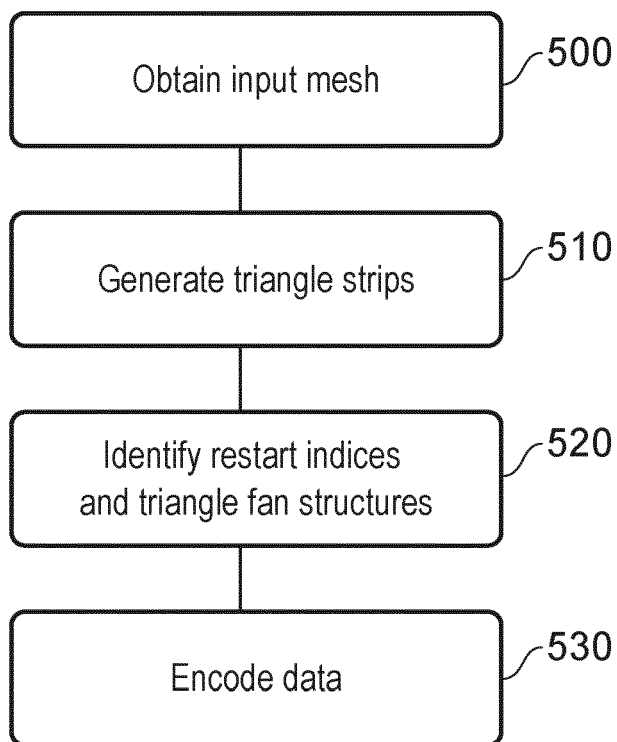 Obtain input mesh
500
Generate triangle strips
510
Identify restart indices
and triangle fan structures
520
Encode data
530